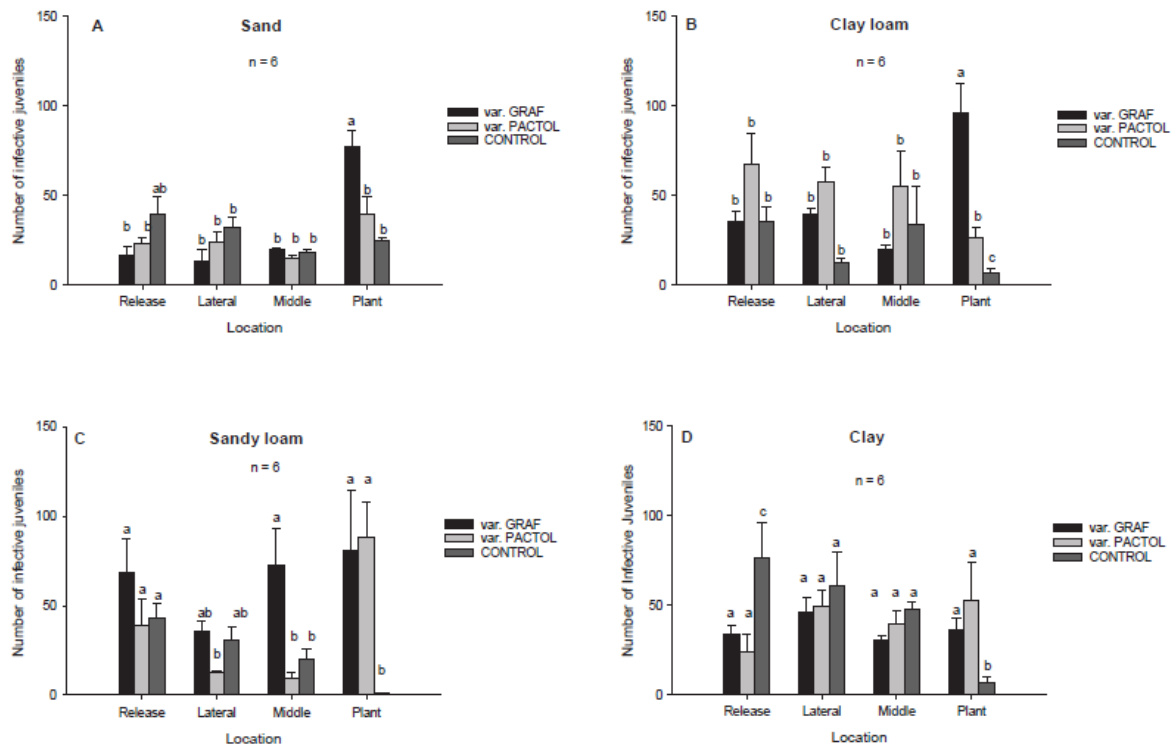 A
Sand
n = 6
150
100
50
0
Number of infective juveniles
b b ab
b b b
b b b
a b b
Release Lateral Middle Plant
Location
var. GRAF
var. PACTOL
CONTROL
B
Clay loam
n = 6
150
100
50
0
Number of infective juveniles
b b b
b b b
b b b
a b c
Release Lateral Middle Plant
Location
var. GRAF
var. PACTOL
CONTROL
C
Sandy loam
n = 6
150
100
50
0
Number of infective juveniles
a a a
ab b ab
a b b
a a b
Release Lateral Middle Plant
Location
var. GRAF
var. PACTOL
CONTROL
D
Clay
n = 6
150
100
50
0
Number of Infective Juveniles
a a c
a a a
a a a
a a b
Release Lateral Middle Plant
Location
var. GRAF
var. PACTOL
CONTROL